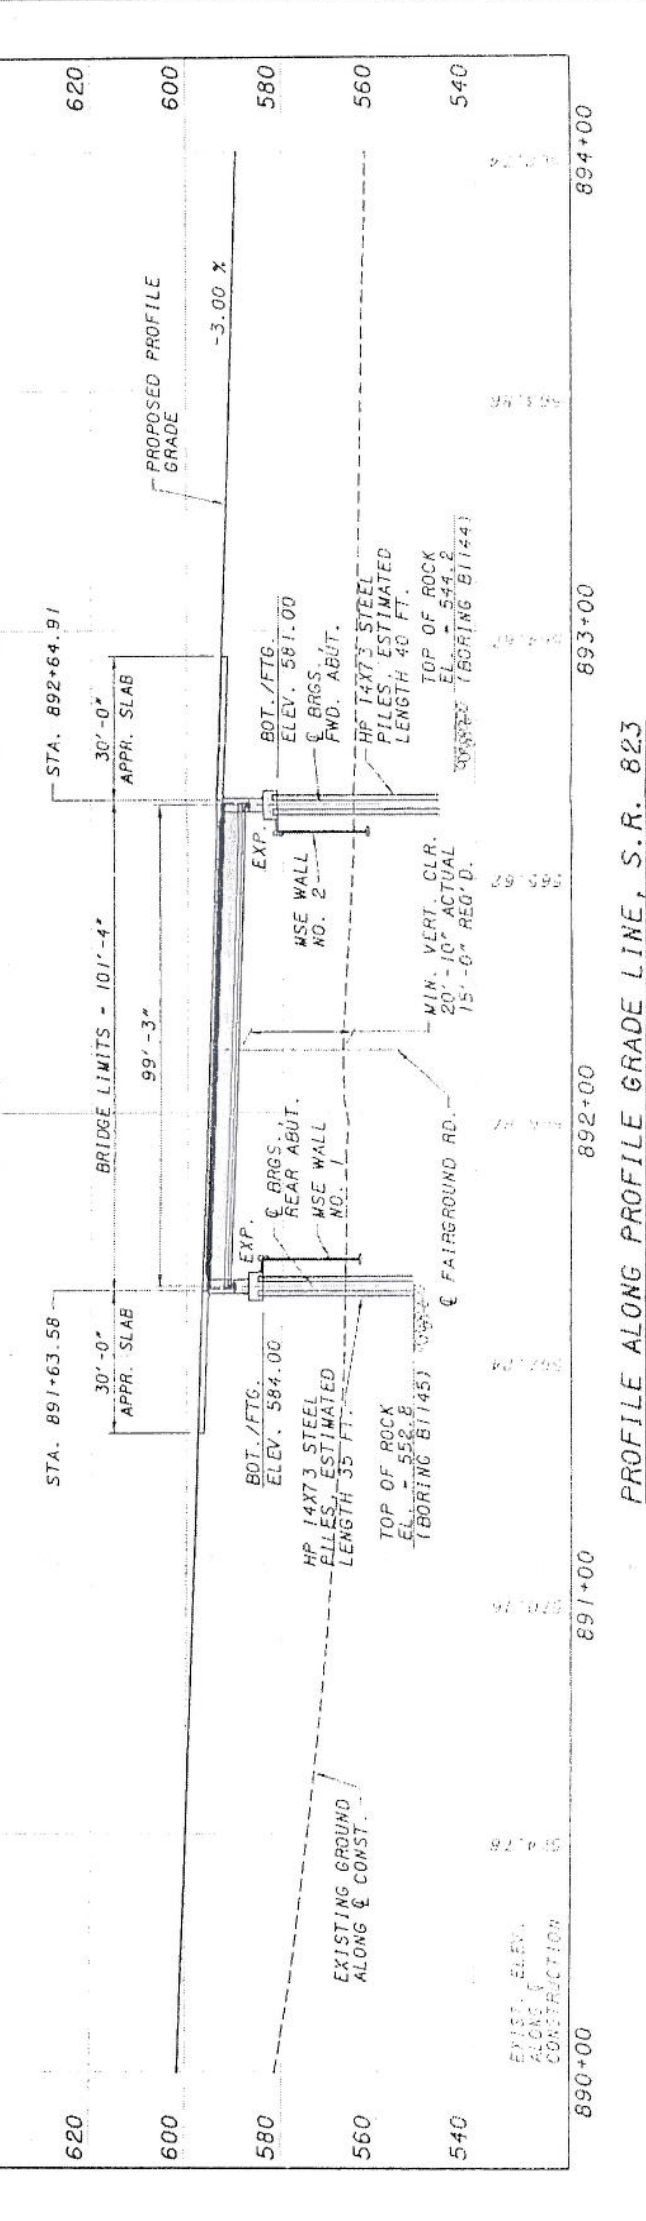 620
600
580
560
540
620
600
580
560
540
STA. 891+63.58
STA. 892+64.91
BRIDGE LIMITS - 101'-4"
30'-0"
APPR. SLAB
30'-0"
APPR. SLAB
99'-3"
PROPOSED PROFILE
GRADE
-3.00 %
BOT./FTG.
ELEV. 584.00
EXP.
℄ BRGS.,
REAR ABUT.
MSE WALL
NO. 1
HP 14X73 STEEL
PILES, ESTIMATED
LENGTH 35 FT.
TOP OF ROCK
EL. - 552.8
(BORING B1145)
℄ FAIRGROUND RD.
MIN. VERT. CLR.
20'-10" ACTUAL
15'-0" REQ'D.
EXP.
MSE WALL
NO. 2
BOT./FTG.
ELEV. 581.00
℄ BRGS.,
FWD. ABUT.
HP 14X73 STEEL
PILES, ESTIMATED
LENGTH 40 FT.
TOP OF ROCK
EL. - 544.2
(BORING B1144)
EXISTING GROUND
ALONG ℄ CONST.
EXIST. ELEV.
ALONG ℄
CONSTRUCTION
574.78
570.76
565.62
890+00
891+00
892+00
893+00
894+00
PROFILE ALONG PROFILE GRADE LINE, S.R. 823